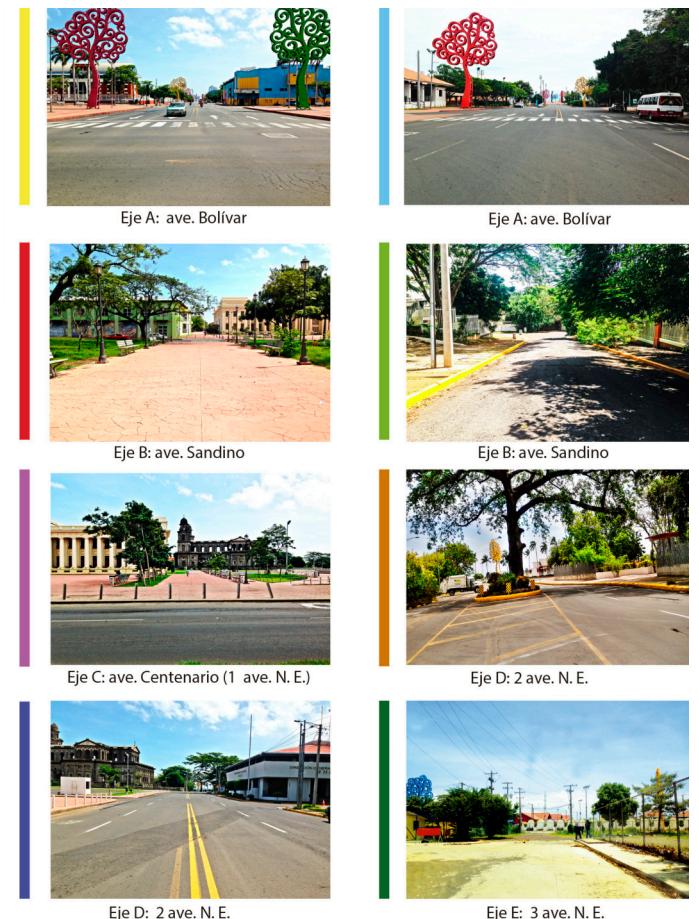 Eje A: ave. Bolívar
Eje A: ave. Bolívar
Eje B: ave. Sandino
Eje B: ave. Sandino
Eje C: ave. Centenario (1 ave. N. E.)
Eje D: 2 ave. N. E.
Eje D: 2 ave. N. E.
Eje E: 3 ave. N. E.